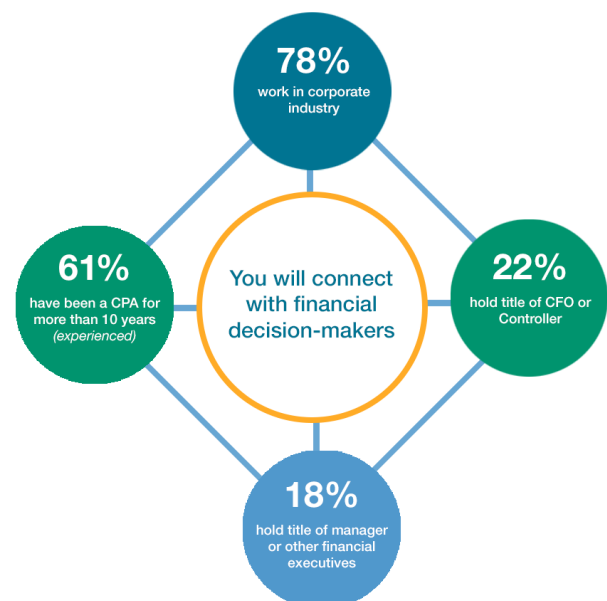 78%
work in corporate
industry
61%
have been a CPA for
more than 10 years
(experienced)
You will connect
with financial
decision-makers
22%
hold title of CFO or
Controller
18%
hold title of manager
or other financial
executives